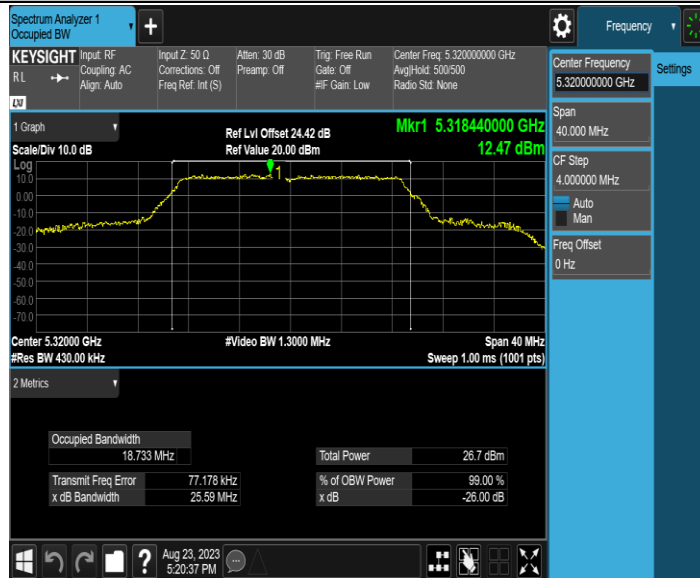 Spectrum Analyzer 1
Occupied BW
+
Frequency
KEYSIGHT
RL
LXI
Input: RF
Coupling: AC
Align: Auto
Input Z: 50 Ω
Corrections: Off
Freq Ref: Int (S)
Atten: 30 dB
Preamp: Off
Trig: Free Run
Gate: Off
#IF Gain: Low
Center Freq: 5.320000000 GHz
Avg|Hold: 500/500
Radio Std: None
Center Frequency
5.320000000 GHz
Settings
Span
40.000 MHz
CF Step
4.000000 MHz
Auto
Man
Freq Offset
0 Hz
1 Graph
Scale/Div 10.0 dB
Ref Lvl Offset 24.42 dB
Ref Value 20.00 dBm
Mkr1 5.318440000 GHz
12.47 dBm
Log
10.0
0.00
-10.0
-20.0
-30.0
-40.0
-50.0
-60.0
-70.0
1
Center 5.32000 GHz
#Res BW 430.00 kHz
#Video BW 1.3000 MHz
Span 40 MHz
Sweep 1.00 ms (1001 pts)
2 Metrics
Occupied Bandwidth
18.733 MHz
Total Power 26.7 dBm
Transmit Freq Error 77.178 kHz
% of OBW Power 99.00 %
x dB Bandwidth 25.59 MHz
x dB -26.00 dB
?
Aug 23, 2023
5:20:37 PM